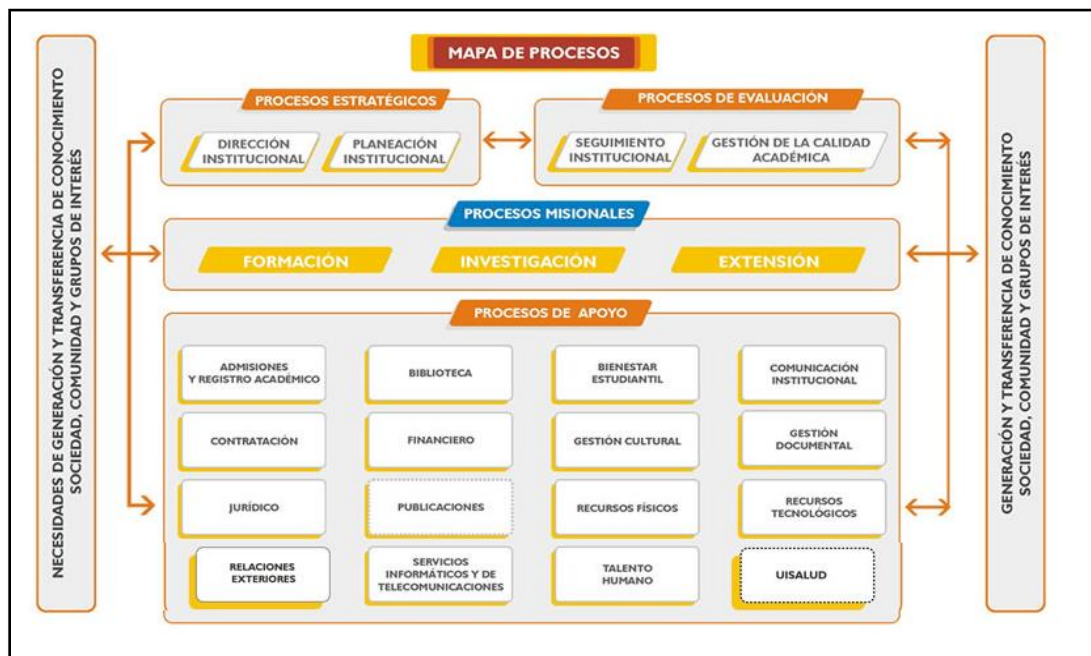 MAPA DE PROCESOS
NECESIDADES DE GENERACIÓN Y TRANSFERENCIA DE CONOCIMIENTO
SOCIEDAD, COMUNIDAD Y GRUPOS DE INTERÉS
PROCESOS ESTRATÉGICOS
DIRECCIÓN
INSTITUCIONAL
PLANEACIÓN
INSTITUCIONAL
PROCESOS DE EVALUACIÓN
SEGUIMIENTO
INSTITUCIONAL
GESTIÓN DE LA CALIDAD
ACADÉMICA
PROCESOS MISIONALES
FORMACIÓN
INVESTIGACIÓN
EXTENSIÓN
PROCESOS DE APOYO
ADMISIONES
Y REGISTRO ACADÉMICO
BIBLIOTECA
BIENESTAR
ESTUDIANTIL
COMUNICACIÓN
INSTITUCIONAL
CONTRATACIÓN
FINANCIERO
GESTIÓN CULTURAL
GESTIÓN
DOCUMENTAL
JURÍDICO
PUBLICACIONES
RECURSOS FÍSICOS
RECURSOS
TECNOLÓGICOS
RELACIONES
EXTERIORES
SERVICIOS
INFORMÁTICOS Y DE
TELECOMUNICACIONES
TALENTO
HUMANO
UISALUD
GENERACIÓN Y TRANSFERENCIA DE CONOCIMIENTO
SOCIEDAD, COMUNIDAD Y GRUPOS DE INTERÉS